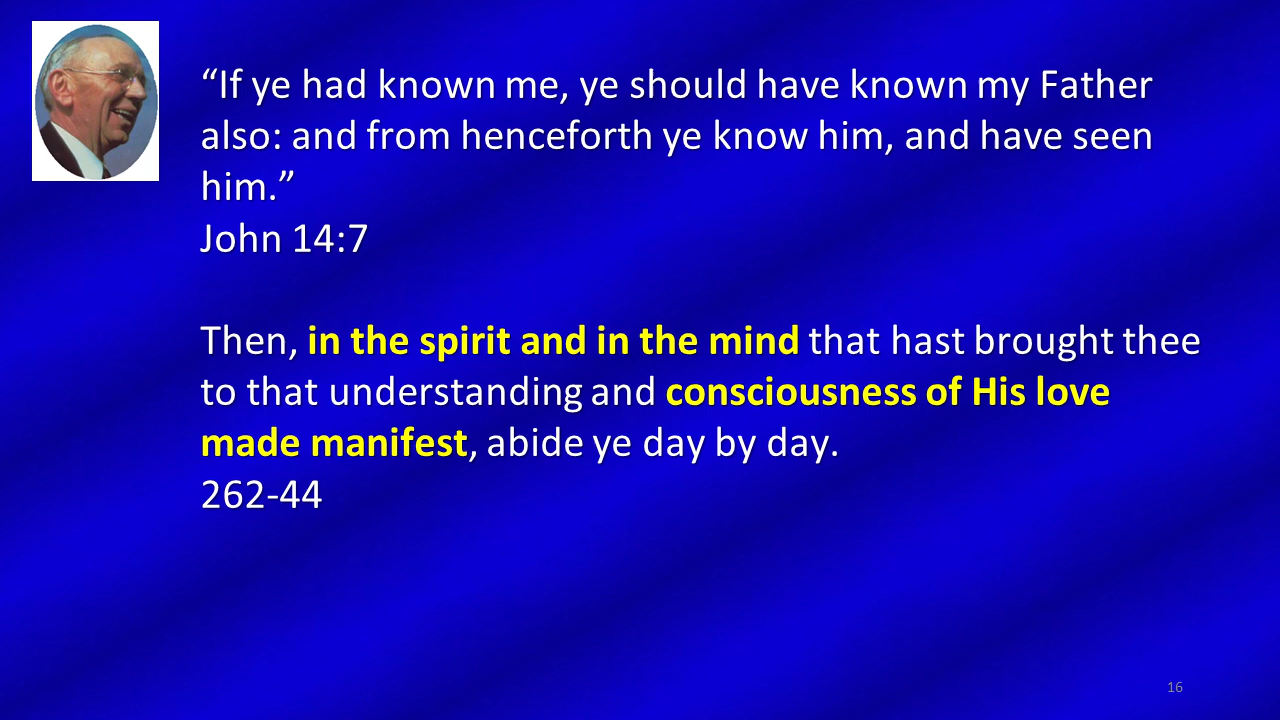 “If ye had known me, ye should have known my Father
also: and from henceforth ye know him, and have seen
him.”
John 14:7
Then, in the spirit and in the mind that hast brought thee
to that understanding and consciousness of His love
made manifest, abide ye day by day.
262-44
16